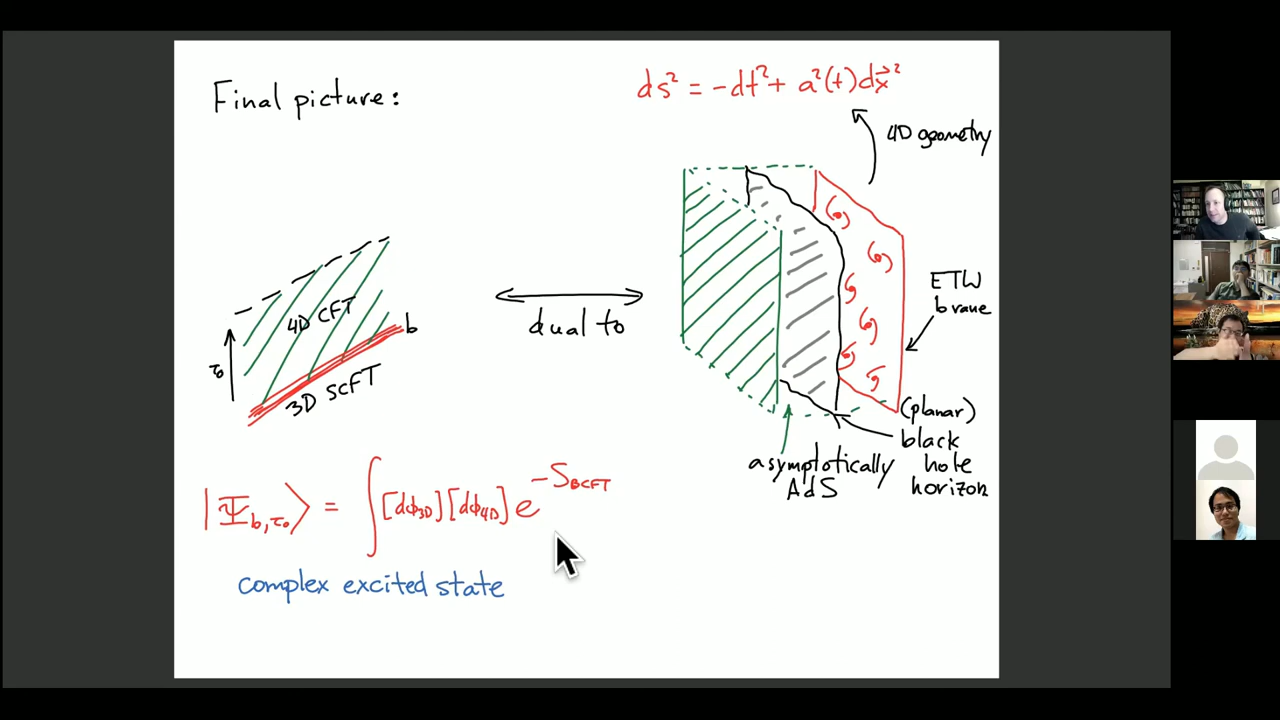 Final picture:
ds² = -dt² + a²(t)dx⃗²
4D geometry
4D CFT
b
τ₀
3D SCFT
dual to
ETW
brane
(planar)
black
hole
horizon
asymptotically
AdS
|Ψ_{b,τ₀}⟩ = ∫[dϕ_{3D}][dϕ_{4D}]e^{-S_{BCFT}}
complex excited state